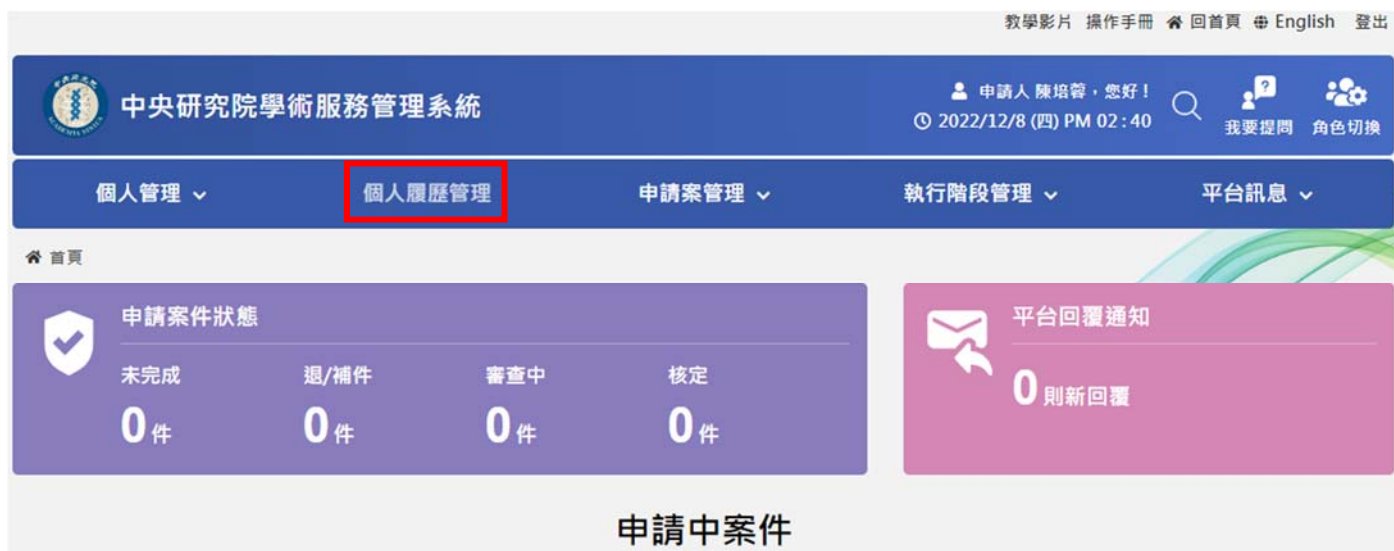 教學影片 操作手冊 回首頁 English 登出
中央研究院學術服務管理系統
申請人 陳培蓉，您好！
2022/12/8 (四) PM 02 : 40
我要提問 角色切換
個人管理 個人履歷管理 申請案管理 執行階段管理 平台訊息
首頁
申請案件狀態
未完成 退/補件 審查中 核定
0 件 0 件 0 件 0 件
平台回覆通知
0 則新回覆
申請中案件